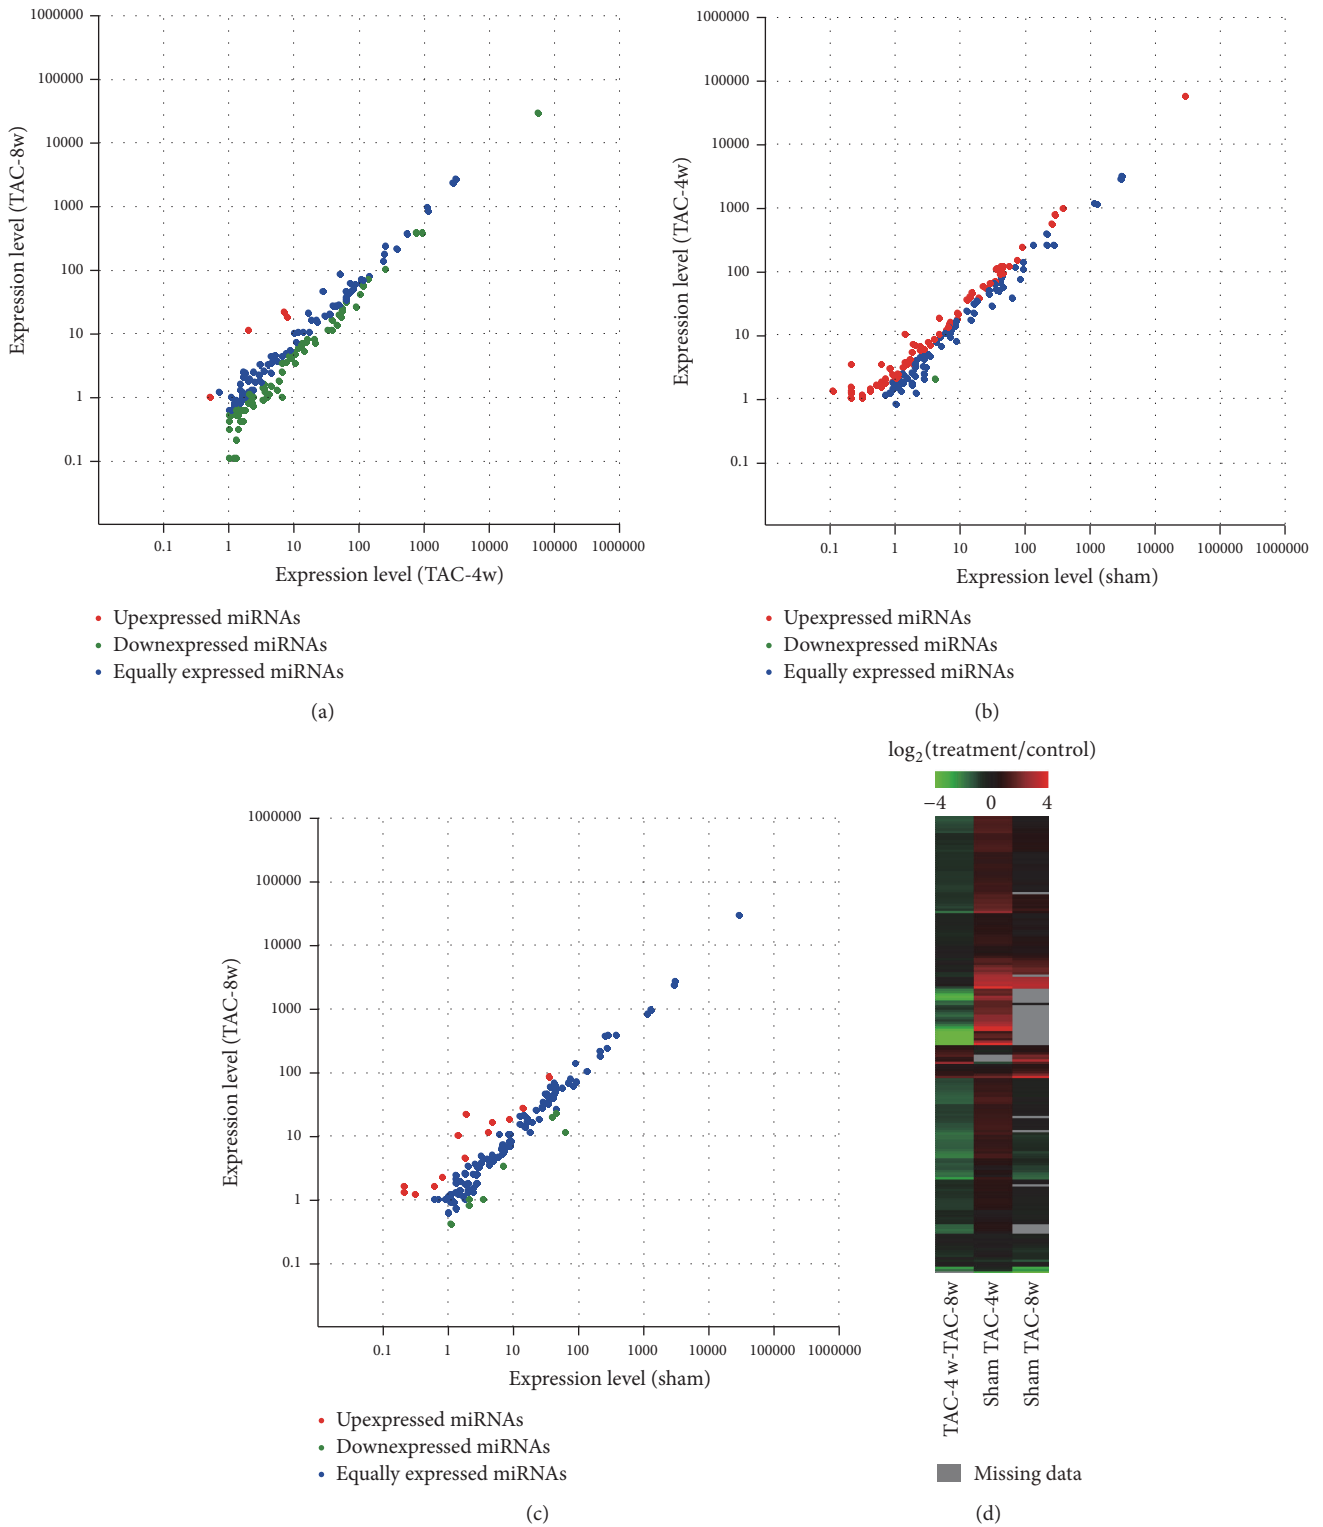 1000000
100000
10000
1000
100
10
1
0.1
Expression level (TAC-8w)
0.1 1 10 100 1000 10000 100000 1000000
Expression level (TAC-4w)
Upexpressed miRNAs
Downexpressed miRNAs
Equally expressed miRNAs
(a)
1000000
100000
10000
1000
100
10
1
0.1
Expression level (TAC-4w)
0.1 1 10 100 1000 10000 100000 1000000
Expression level (sham)
Upexpressed miRNAs
Downexpressed miRNAs
Equally expressed miRNAs
(b)
1000000
100000
10000
1000
100
10
1
0.1
Expression level (TAC-8w)
0.1 1 10 100 1000 10000 100000 1000000
Expression level (sham)
Upexpressed miRNAs
Downexpressed miRNAs
Equally expressed miRNAs
(c)
log2(treatment/control)
−4 0 4
TAC-4 w-TAC-8w
Sham TAC-4w
Sham TAC-8w
Missing data
(d)